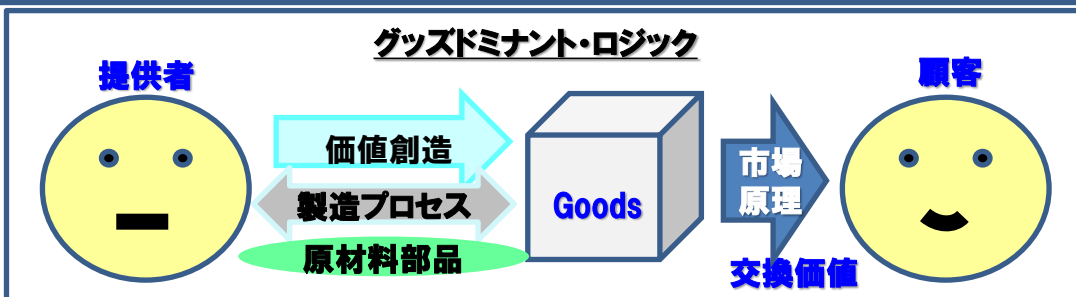 グッズドミナント・ロジック
提供者
顧客
価値創造
製造プロセス
原材料部品
Goods
市場
原理
交換価値